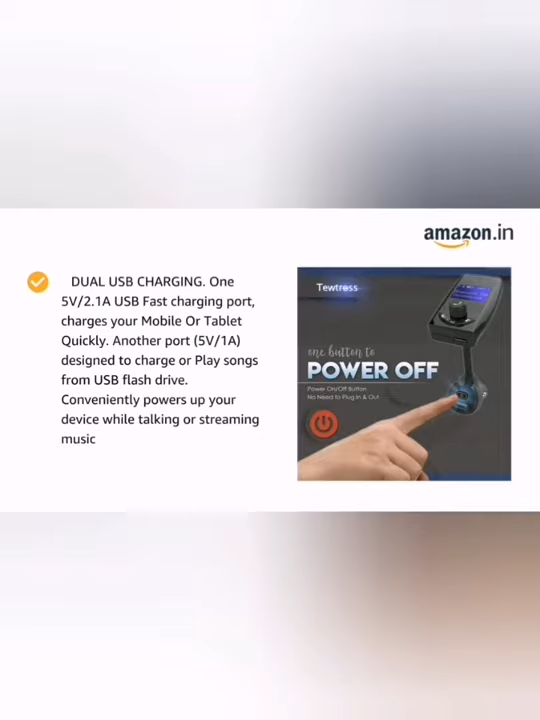 amazon.in
DUAL USB CHARGING. One
5V/2.1A USB Fast charging port,
charges your Mobile Or Tablet
Quickly. Another port (5V/1A)
designed to charge or Play songs
from USB flash drive.
Conveniently powers up your
device while talking or streaming
music
Tewtross
one button to
POWER OFF
Power On/Off Button
No Need to Plug In & Out